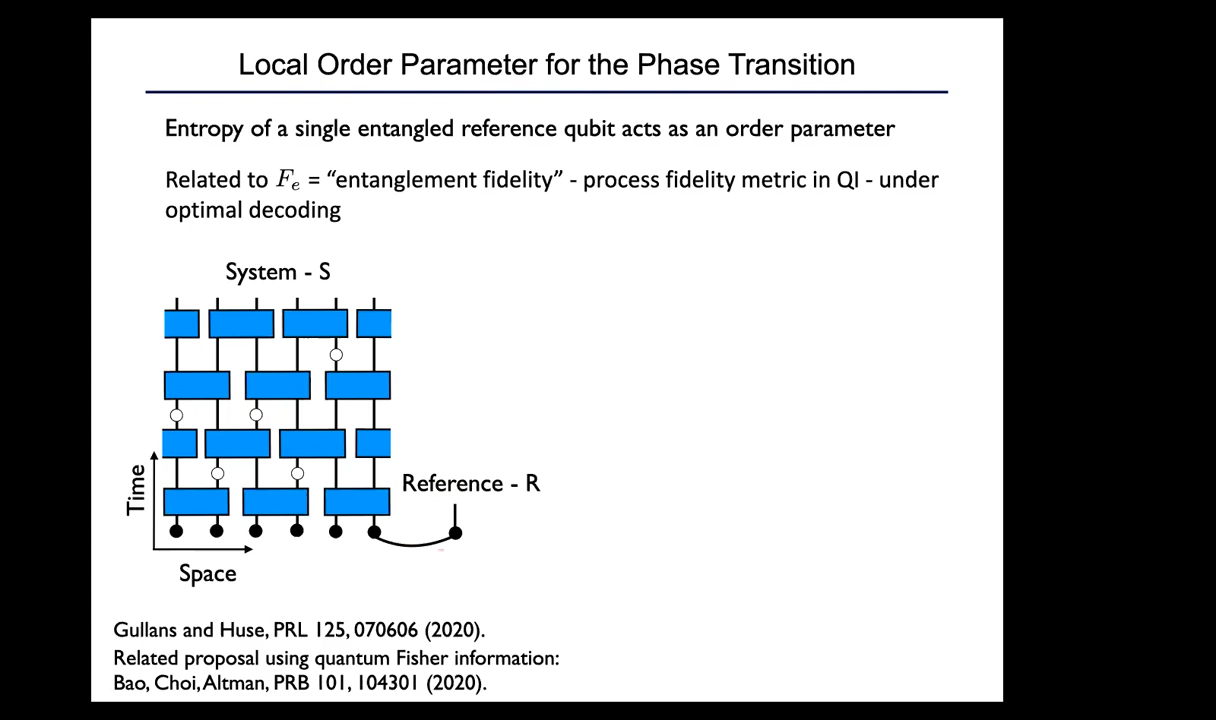 Local Order Parameter for the Phase Transition
Entropy of a single entangled reference qubit acts as an order parameter
Related to Fₑ = “entanglement fidelity” - process fidelity metric in QI - under
optimal decoding
System - S
Reference - R
Time
Space
Gullans and Huse, PRL 125, 070606 (2020).
Related proposal using quantum Fisher information:
Bao, Choi, Altman, PRB 101, 104301 (2020).